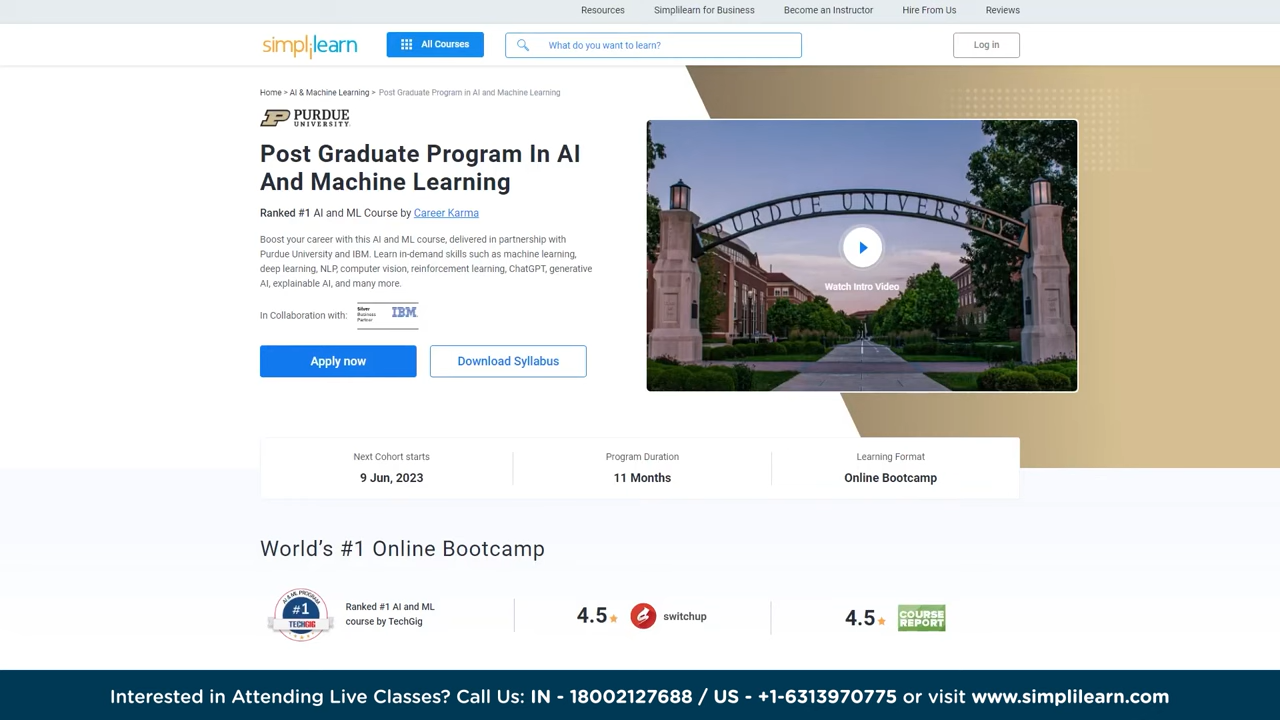 Resources Simplilearn for Business Become an Instructor Hire From Us Reviews
simplilearn All Courses What do you want to learn? Log in
Home > AI & Machine Learning > Post Graduate Program in AI and Machine Learning
PURDUE
UNIVERSITY.
Post Graduate Program In AI
And Machine Learning
Ranked #1 AI and ML Course by Career Karma
Boost your career with this AI and ML course, delivered in partnership with
Purdue University and IBM. Learn in-demand skills such as machine learning,
deep learning, NLP, computer vision, reinforcement learning, ChatGPT, generative
AI, explainable AI, and many more.
In Collaboration with: Silver
Business
Partner
IBM
Apply now Download Syllabus
PURDUE UNIVERSITY
Watch Intro Video
Next Cohort starts Program Duration Learning Format
9 Jun, 2023 11 Months Online Bootcamp
World's #1 Online Bootcamp
AI & ML PROGRAM
#1
TECHGIG
Ranked #1 AI and ML
course by TechGig
4.5 switchup
4.5 COURSE
REPORT
Interested in Attending Live Classes? Call Us: IN - 18002127688 / US - +1-6313970775 or visit www.simplilearn.com